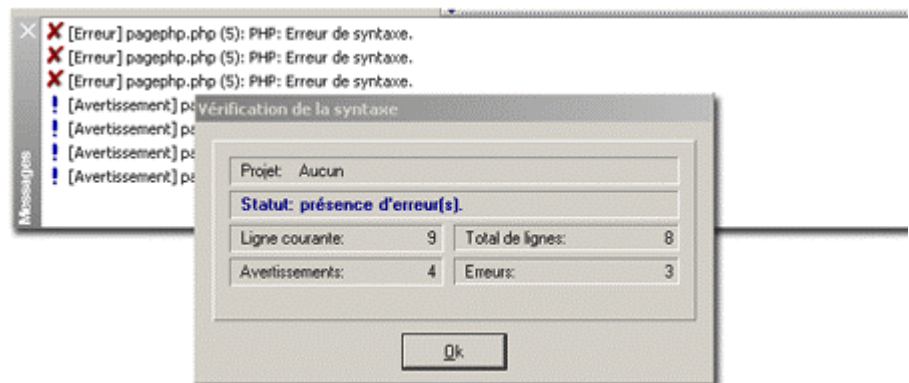 [Erreur] pagephp.php (5): PHP: Erreur de syntaxe.
[Erreur] pagephp.php (5): PHP: Erreur de syntaxe.
[Erreur] pagephp.php (5): PHP: Erreur de syntaxe.
[Avertissement] pa
[Avertissement] pa
[Avertissement] pa
[Avertissement] pa
Messages
Vérification de la syntaxe
Projet: Aucun
Statut: présence d'erreur(s).
Ligne courante: 9 Total de lignes: 8
Avertissements: 4 Erreurs: 3
Ok